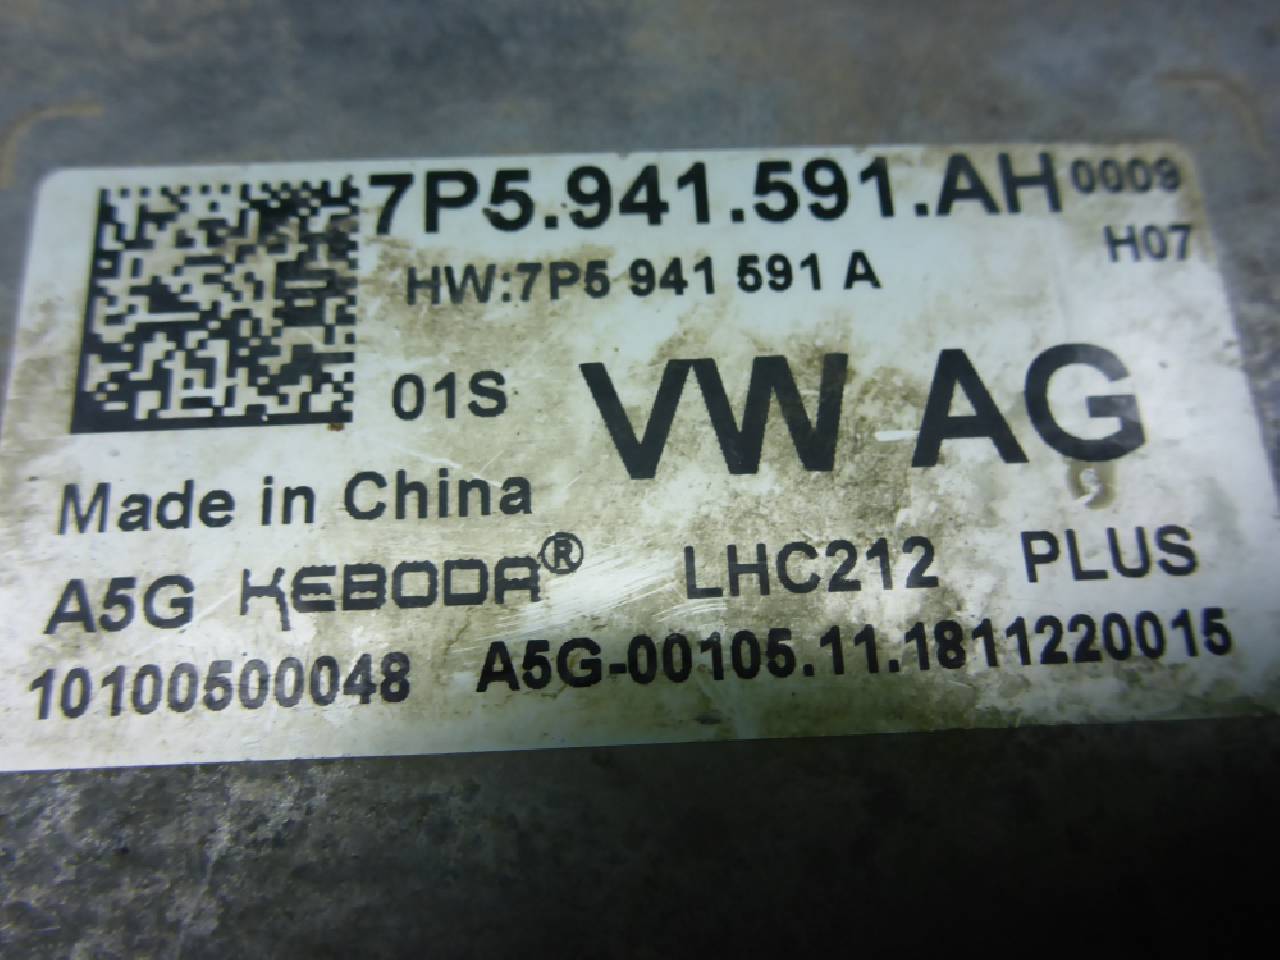 7P5.941.591.AH 0009
HW:7P5 941 591 A H07
01S VW AG
Made in China
A5G KEBODA® LHC212 PLUS
10100500048 A5G-00105.11.1811220015